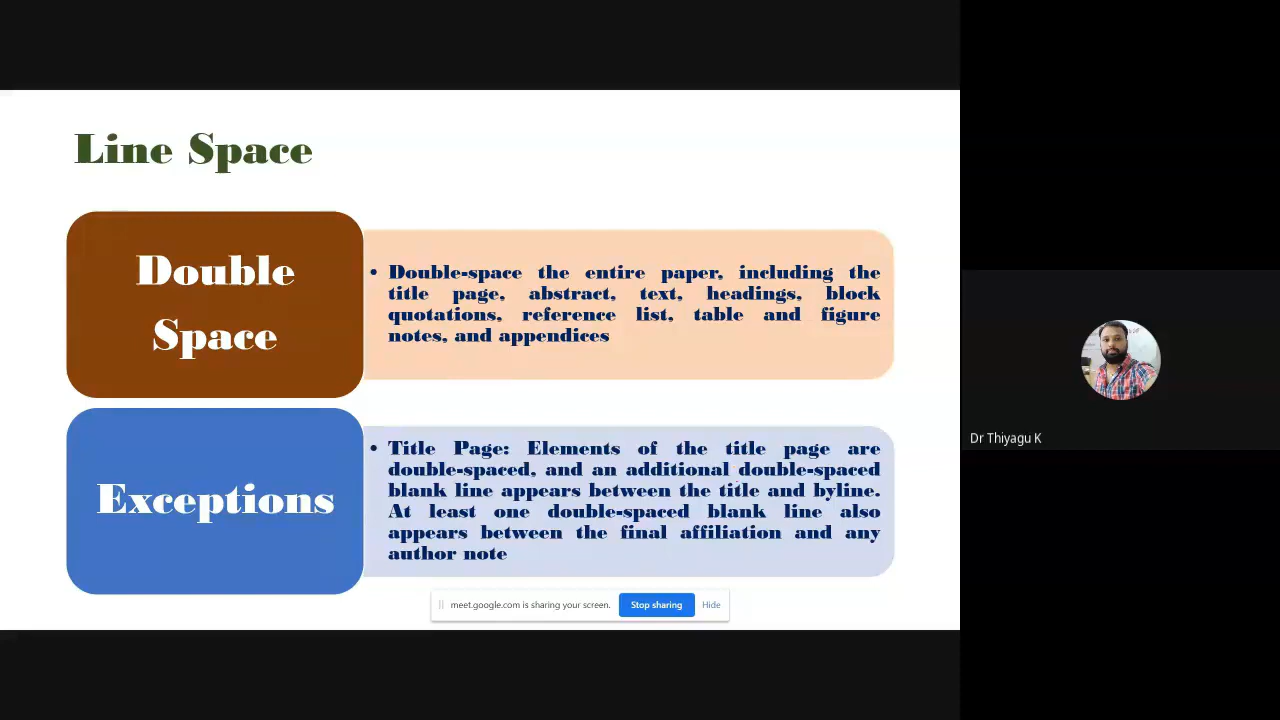 Line Space
Double
Space
• Double-space the entire paper, including the
title page, abstract, text, headings, block
quotations, reference list, table and figure
notes, and appendices
Exceptions
• Title Page: Elements of the title page are
double-spaced, and an additional double-spaced
blank line appears between the title and byline.
At least one double-spaced blank line also
appears between the final affiliation and any
author note
meet.google.com is sharing your screen. Stop sharing Hide
Dr Thiyagu K